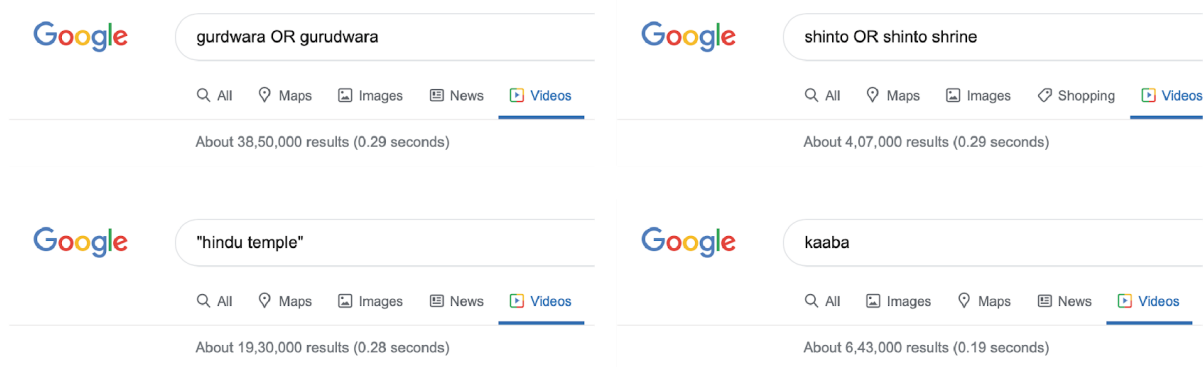 Google gurdwara OR gurudwara
All Maps Images News Videos
About 38,50,000 results (0.29 seconds)
Google shinto OR shinto shrine
All Maps Images Shopping Videos
About 4,07,000 results (0.29 seconds)
Google "hindu temple"
All Maps Images News Videos
About 19,30,000 results (0.28 seconds)
Google kaaba
All Images Maps News Videos
About 6,43,000 results (0.19 seconds)